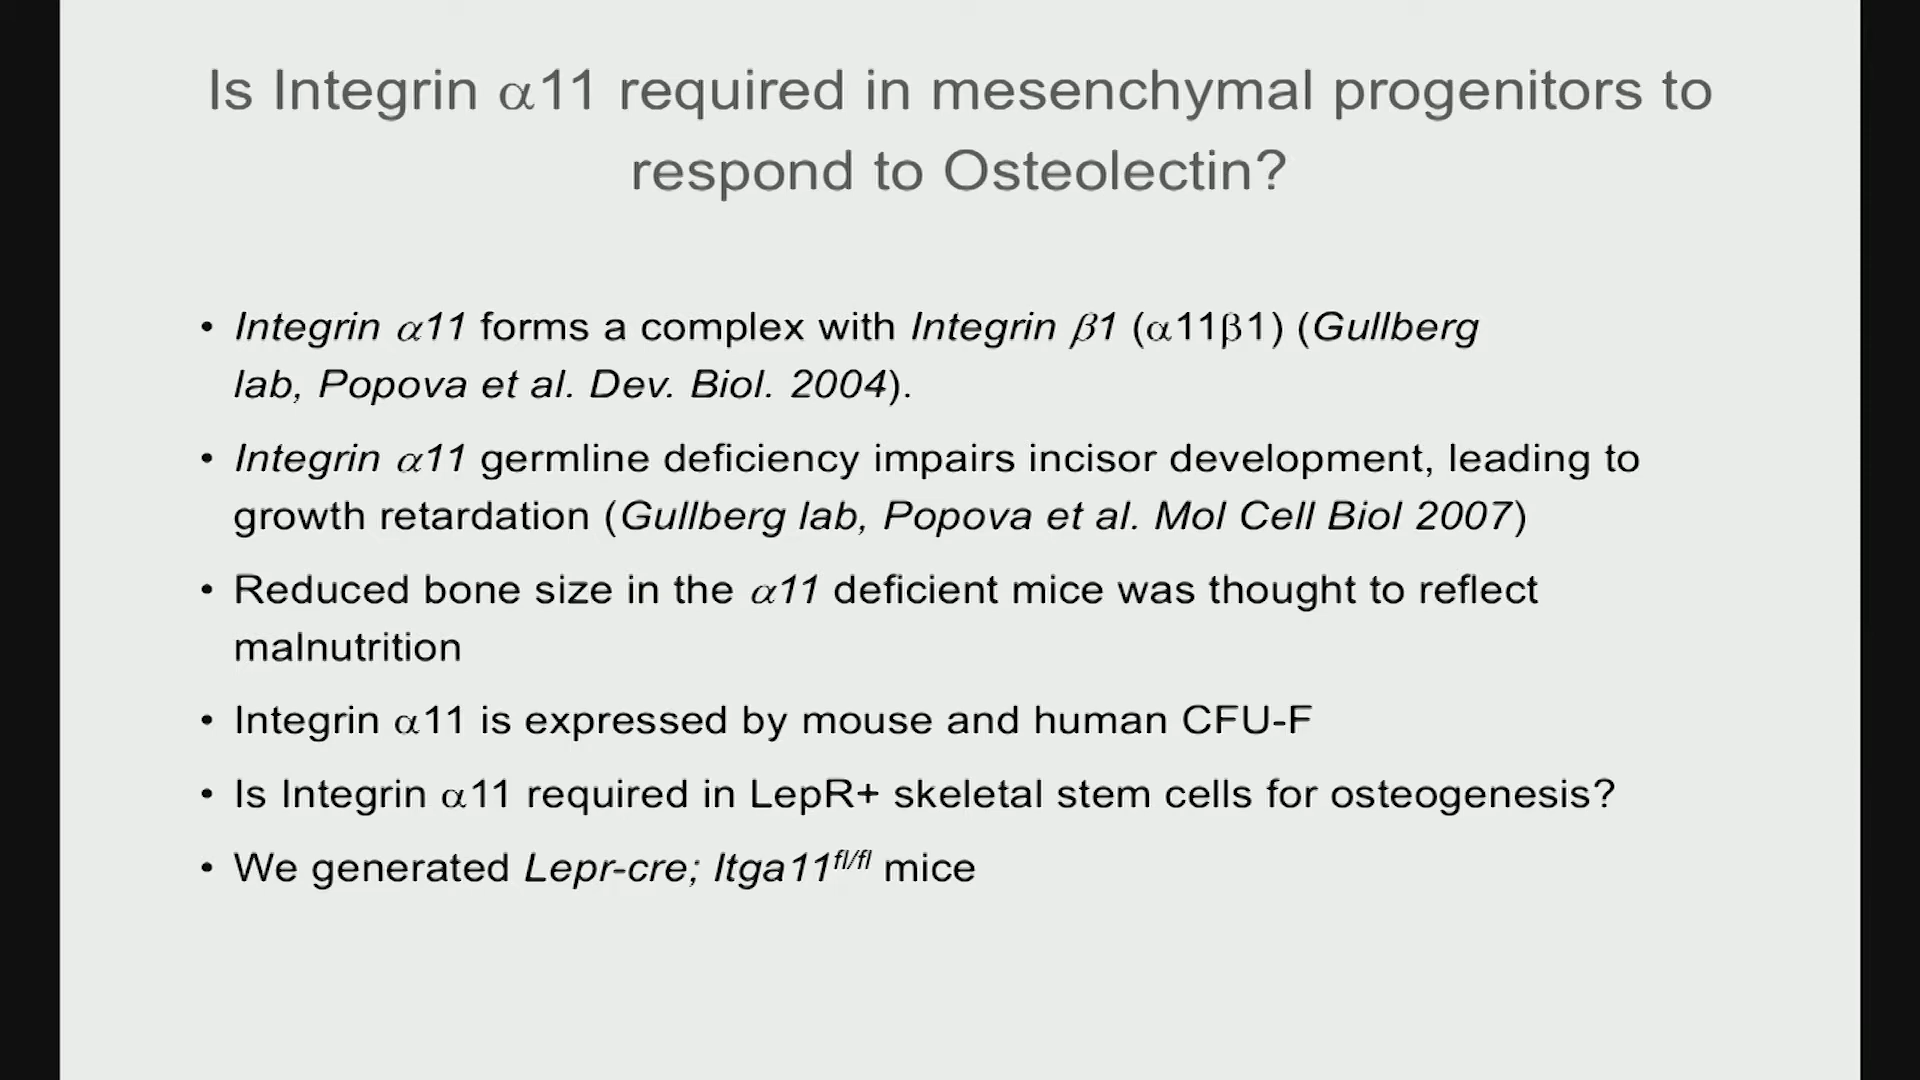 Is Integrin α11 required in mesenchymal progenitors to
respond to Osteolectin?
• Integrin α11 forms a complex with Integrin β1 (α11β1) (Gullberg
lab, Popova et al. Dev. Biol. 2004).
• Integrin α11 germline deficiency impairs incisor development, leading to
growth retardation (Gullberg lab, Popova et al. Mol Cell Biol 2007)
• Reduced bone size in the α11 deficient mice was thought to reflect
malnutrition
• Integrin α11 is expressed by mouse and human CFU-F
• Is Integrin α11 required in LepR+ skeletal stem cells for osteogenesis?
• We generated Lepr-cre; Itga11fl/fl mice